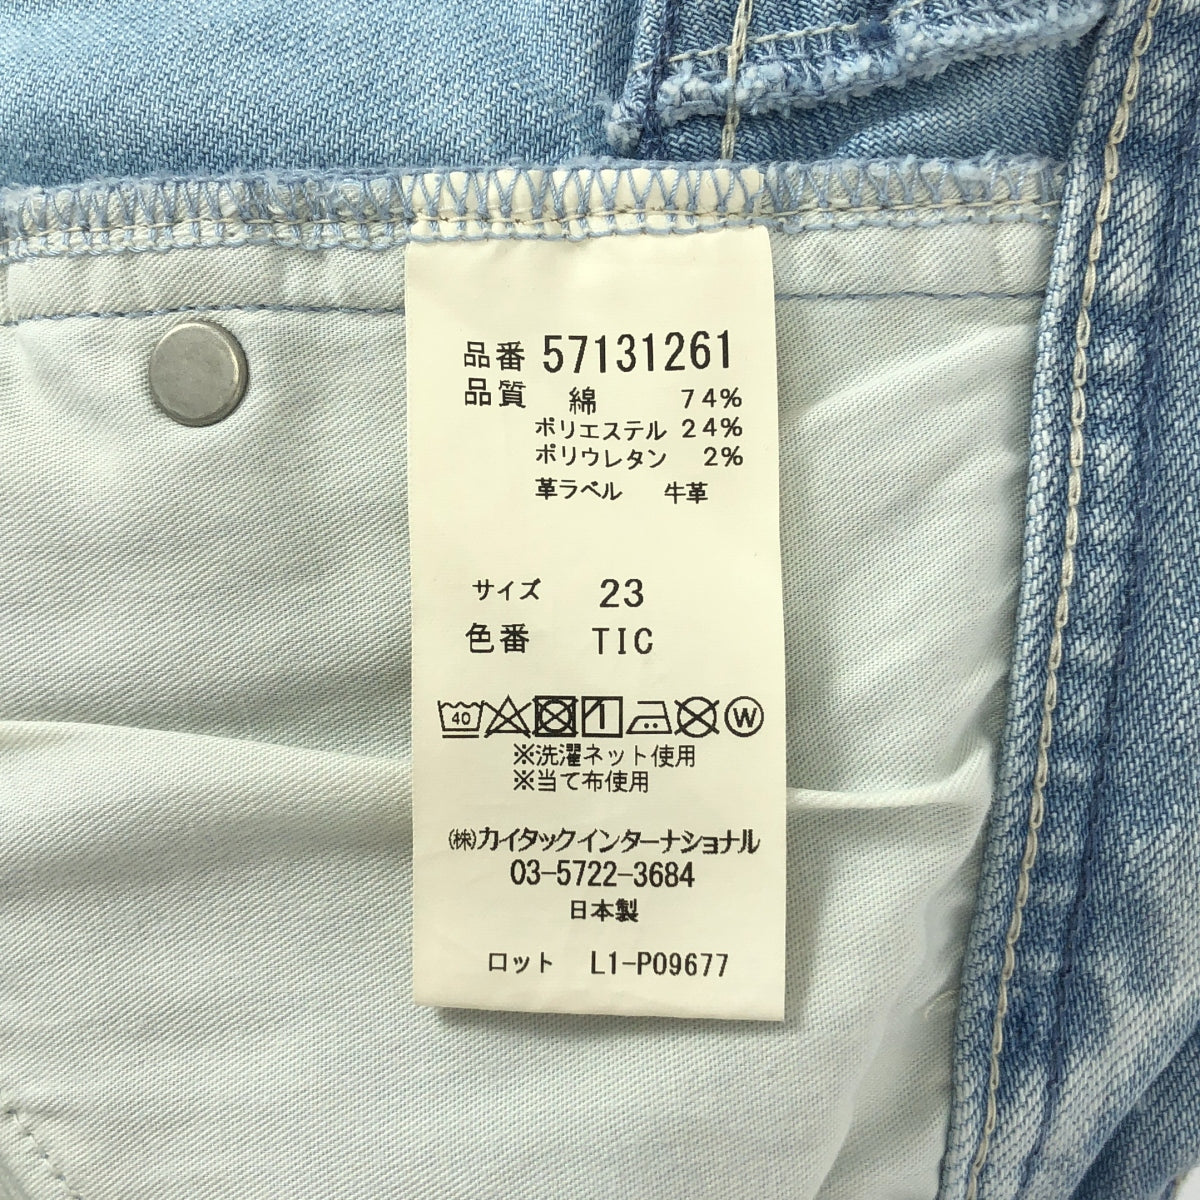 品番 57131261
品質 綿 74%
ポリエステル 24%
ポリウレタン 2%
革ラベル 牛革
サイズ 23
色番 TIC
40 W
※洗濯ネット使用
※当て布使用
㈱カイタックインターナショナル
03-5722-3684
日本製
ロット L1-P09677